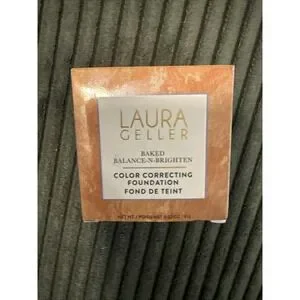 LAURA
GELLER
BAKED
BALANCE-N-BRIGHTEN
COLOR CORRECTING
FOUNDATION
FOND DE TEINT